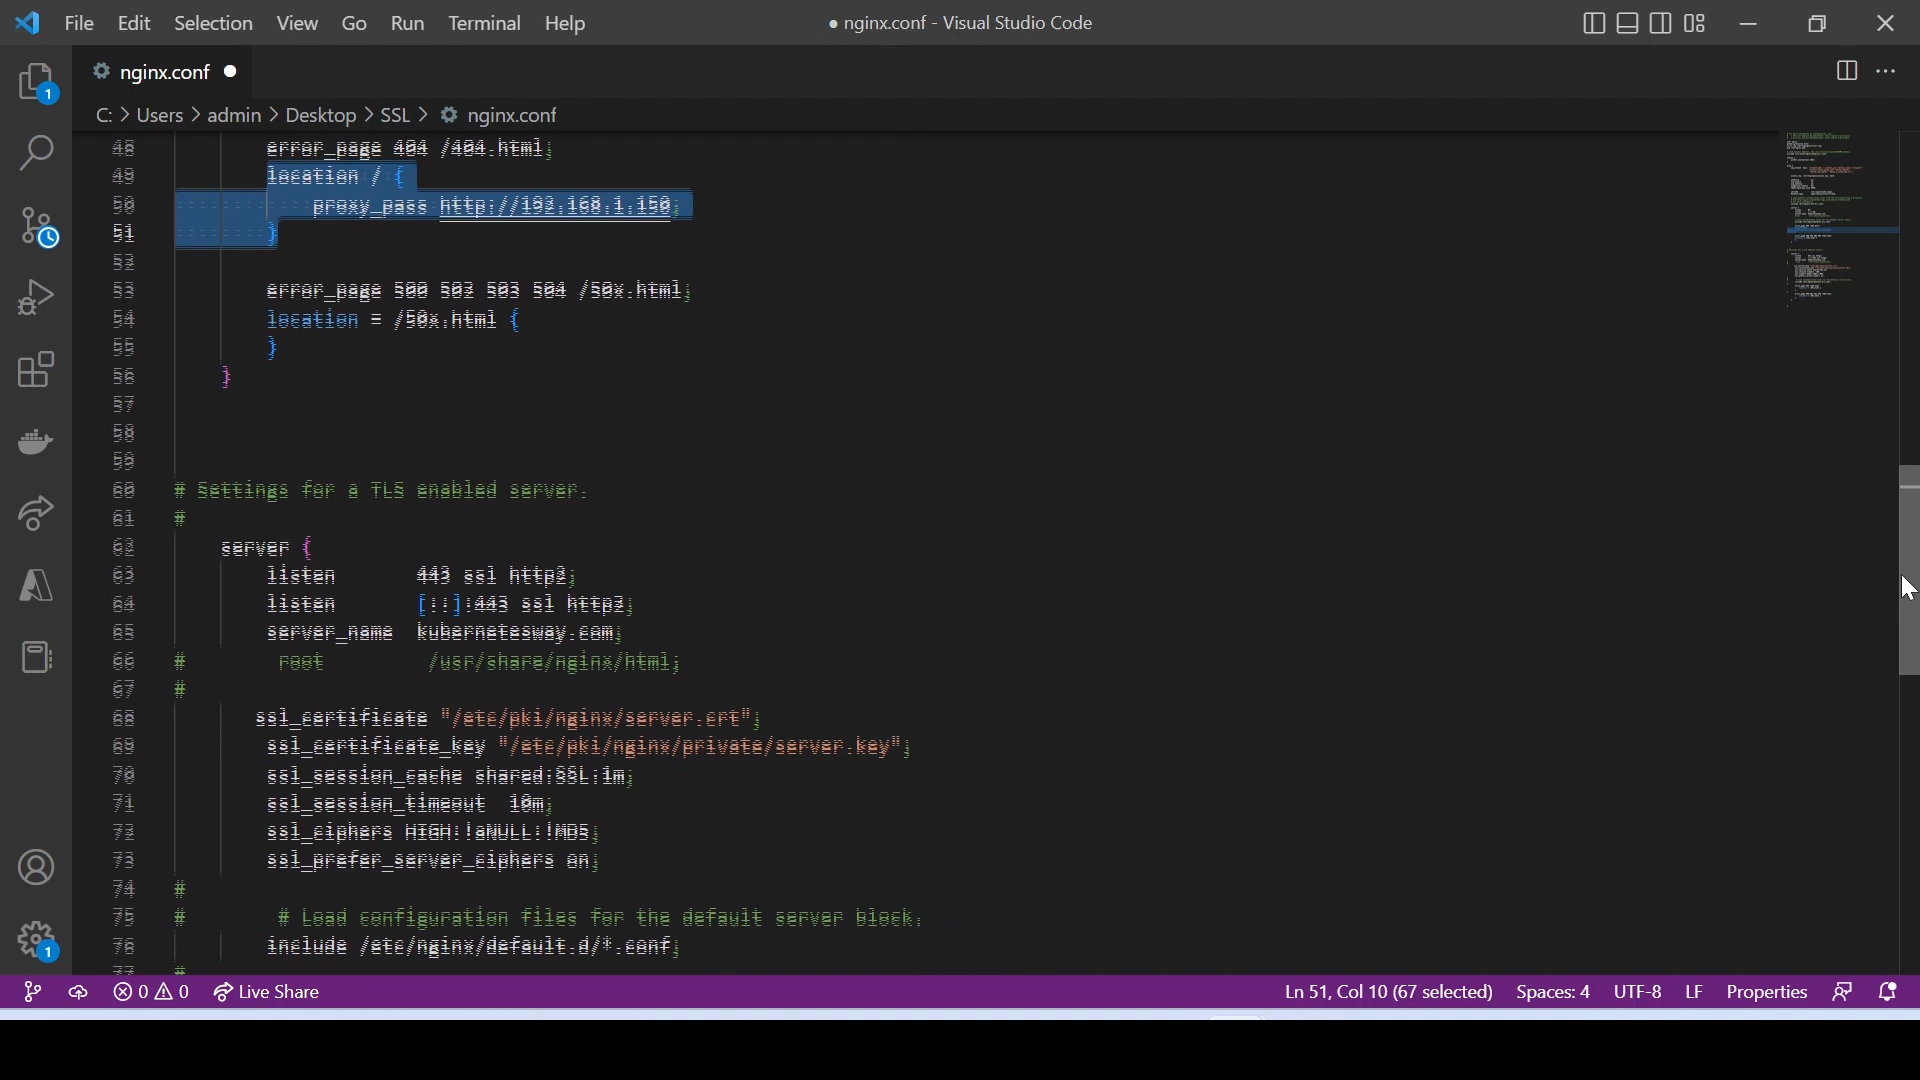 File Edit Selection View Go Run Terminal Help
● nginx.conf - Visual Studio Code
nginx.conf ●
C: > Users > admin > Desktop > SSL > nginx.conf
48 error_page 404 /404.html;
49 location / {
50 proxy_pass http://192.168.1.150;
51 }
52
53 error_page 500 502 503 504 /50x.html;
54 location = /50x.html {
55 }
56 }
57
58
59
60 # Settings for a TLS enabled server.
61 #
62 server {
63 listen 443 ssl http2;
64 listen [::]:443 ssl http2;
65 server_name kubernetesway.com;
66 # root /usr/share/nginx/html;
67 #
68 ssl_certificate "/etc/pki/nginx/server.crt";
69 ssl_certificate_key "/etc/pki/nginx/private/server.key";
70 ssl_session_cache shared:SSL:1m;
71 ssl_session_timeout 10m;
72 ssl_ciphers HIGH:!aNULL:!MD5;
73 ssl_prefer_server_ciphers on;
74 #
75 # # Load configuration files for the default server block.
76 include /etc/nginx/default.d/*.conf;
77 #
1
1
0 0 Live Share Ln 51, Col 10 (67 selected) Spaces: 4 UTF-8 LF Properties